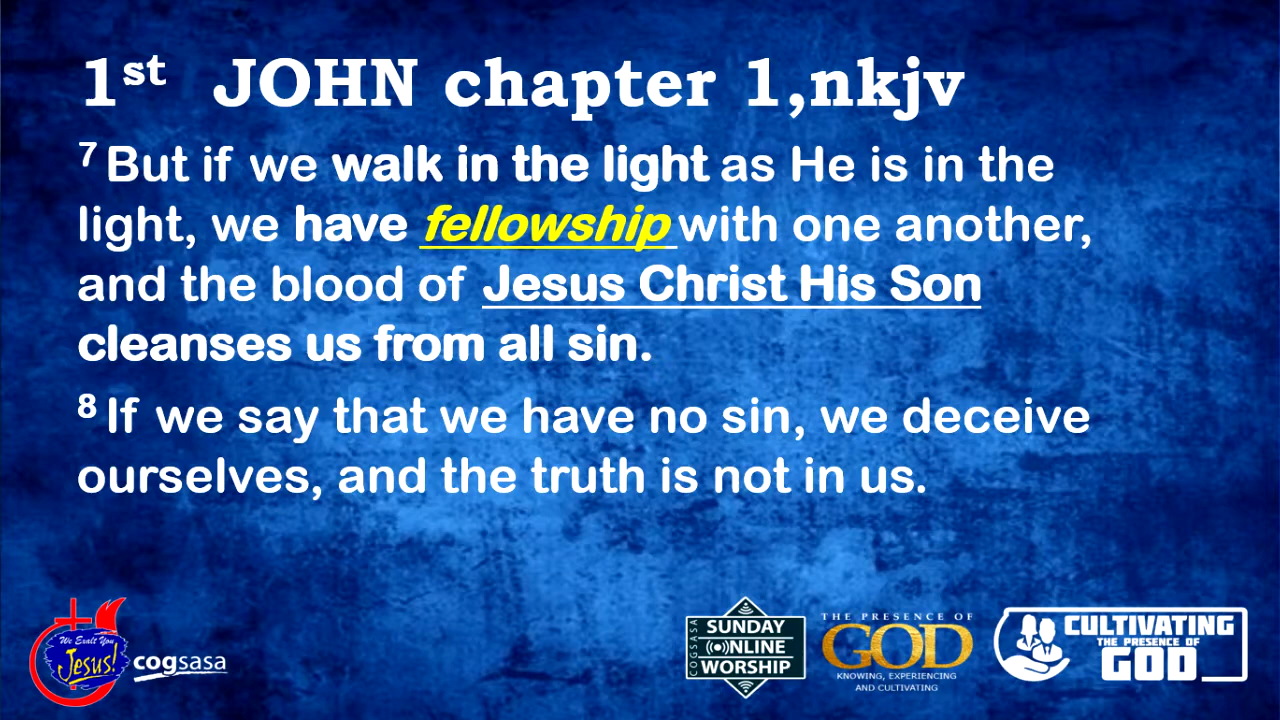 1st JOHN chapter 1,nkjv
7 But if we walk in the light as He is in the
light, we have fellowship with one another,
and the blood of Jesus Christ His Son
cleanses us from all sin.
8 If we say that we have no sin, we deceive
ourselves, and the truth is not in us.
We Exalt You
Jesus!
cogsasa
COGSASA
SUNDAY
ONLINE
WORSHIP
THE PRESENCE OF
GOD
KNOWING, EXPERIENCING
AND CULTIVATING
CULTIVATING
THE PRESENCE OF
GOD